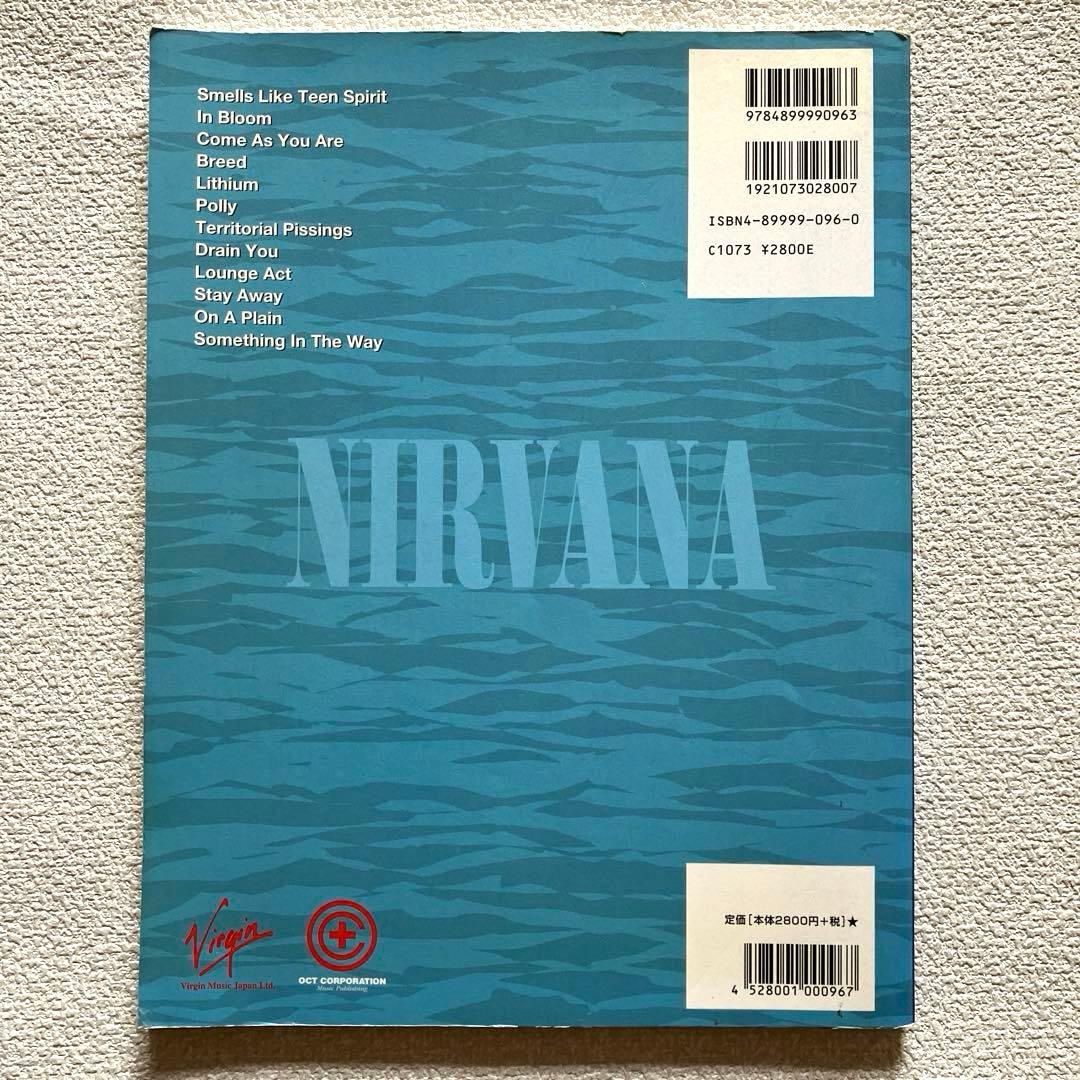 Smells Like Teen Spirit
In Bloom
Come As You Are
Breed
Lithium
Polly
Territorial Pissings
Drain You
Lounge Act
Stay Away
On A Plain
Something In The Way
9784899990963
1921073028007
ISBN4-89999-096-0
C1073 ¥2800E
NIRVANA
Virgin
Virgin Music Japan Ltd.
OCT CORPORATION
Music Publishing
定価[本体2800円+税]★
4 528001 000967